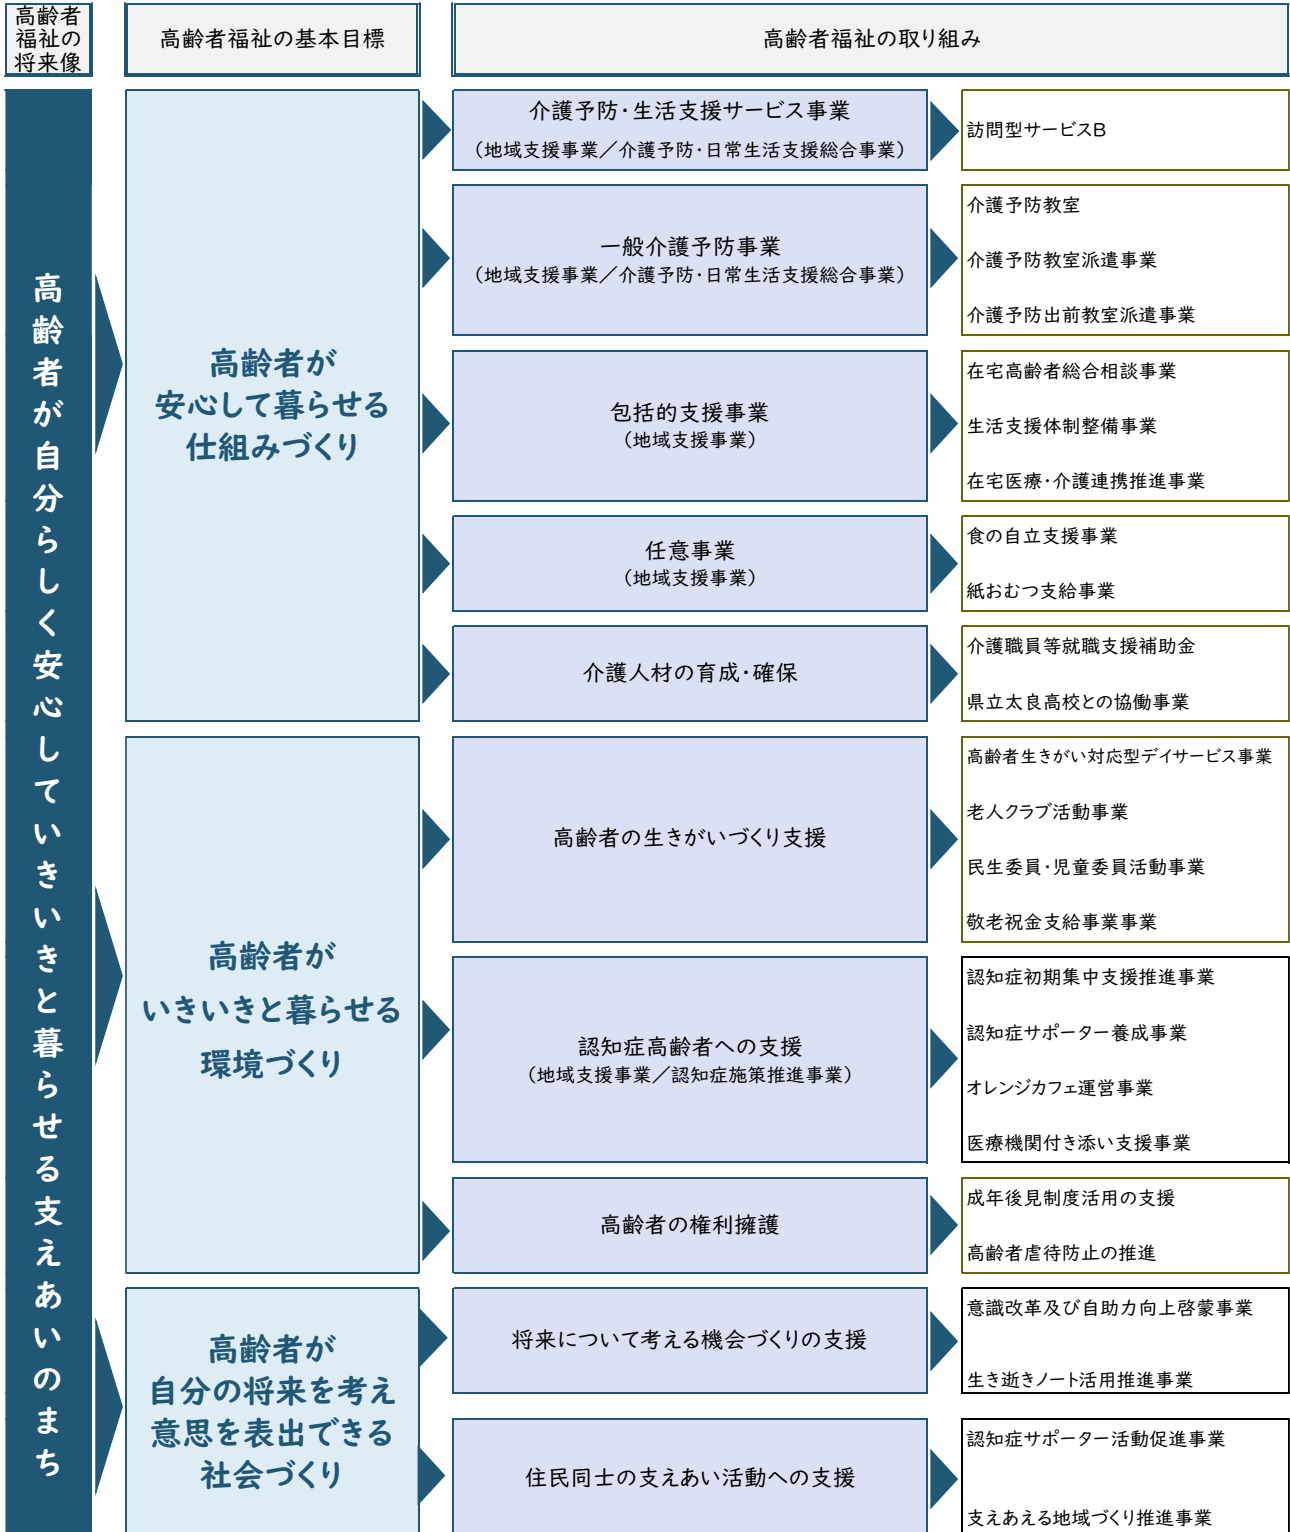 高齢者
福祉の
将来像
高齢者福祉の基本目標
高齢者福祉の取り組み
高齢者が自分らしく安心していきいきと暮らせる支えあいのまち
高齢者が
安心して暮らせる
仕組みづくり
介護予防・生活支援サービス事業
(地域支援事業／介護予防・日常生活支援総合事業)
訪問型サービスB
一般介護予防事業
(地域支援事業／介護予防・日常生活支援総合事業)
介護予防教室
介護予防教室派遣事業
介護予防出前教室派遣事業
包括的支援事業
(地域支援事業)
在宅高齢者総合相談事業
生活支援体制整備事業
在宅医療・介護連携推進事業
任意事業
(地域支援事業)
食の自立支援事業
紙おむつ支給事業
介護人材の育成・確保
介護職員等就職支援補助金
県立太良高校との協働事業
高齢者が
いきいきと暮らせる
環境づくり
高齢者の生きがいづくり支援
高齢者生きがい対応型デイサービス事業
老人クラブ活動事業
民生委員・児童委員活動事業
敬老祝金支給事業事業
認知症高齢者への支援
(地域支援事業／認知症施策推進事業)
認知症初期集中支援推進事業
認知症サポーター養成事業
オレンジカフェ運営事業
医療機関付き添い支援事業
高齢者の権利擁護
成年後見制度活用の支援
高齢者虐待防止の推進
高齢者が
自分の将来を考え
意思を表出できる
社会づくり
将来について考える機会づくりの支援
意識改革及び自助力向上啓蒙事業
生き逝きノート活用推進事業
住民同士の支えあい活動への支援
認知症サポーター活動促進事業
支えあえる地域づくり推進事業